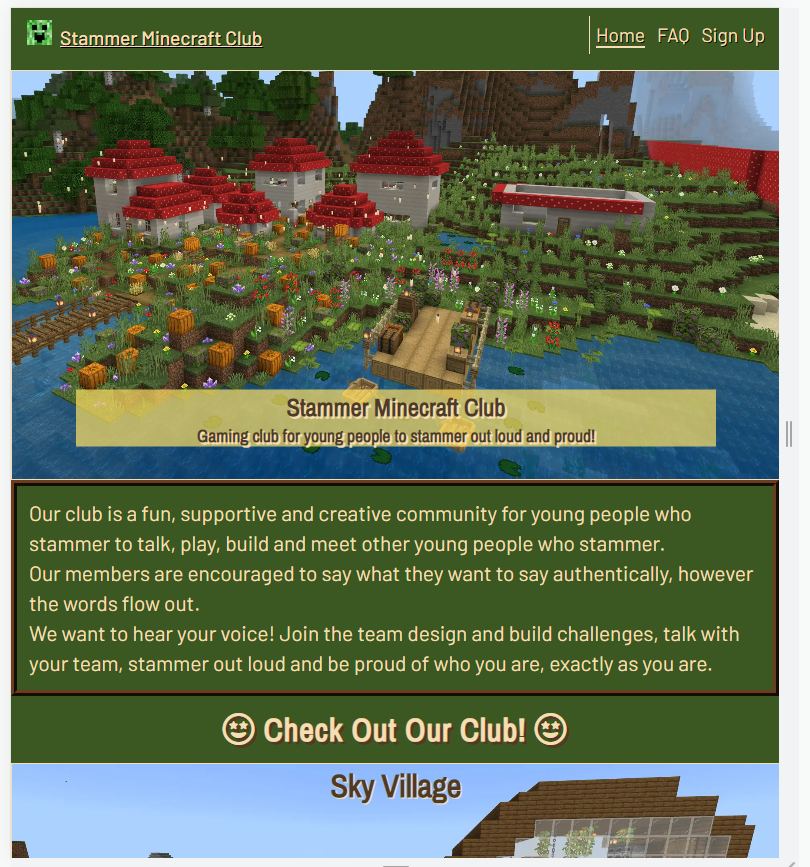 Stammer Minecraft Club
Home FAQ Sign Up
Stammer Minecraft Club
Gaming club for young people to stammer out loud and proud!
Our club is a fun, supportive and creative community for young people who
stammer to talk, play, build and meet other young people who stammer.
Our members are encouraged to say what they want to say authentically, however
the words flow out.
We want to hear your voice! Join the team design and build challenges, talk with
your team, stammer out loud and be proud of who you are, exactly as you are.
Check Out Our Club!
Sky Village